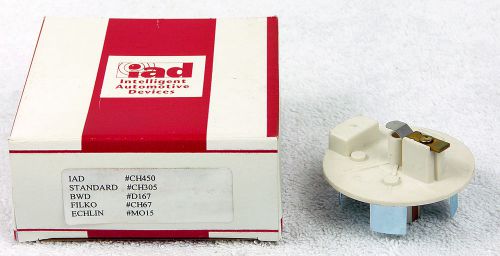 iad
Intelligent
Automotive
Devices
IAD #CH450
STANDARD #CH305
BWD #D167
FILKO #CH67
ECHLIN #MO15